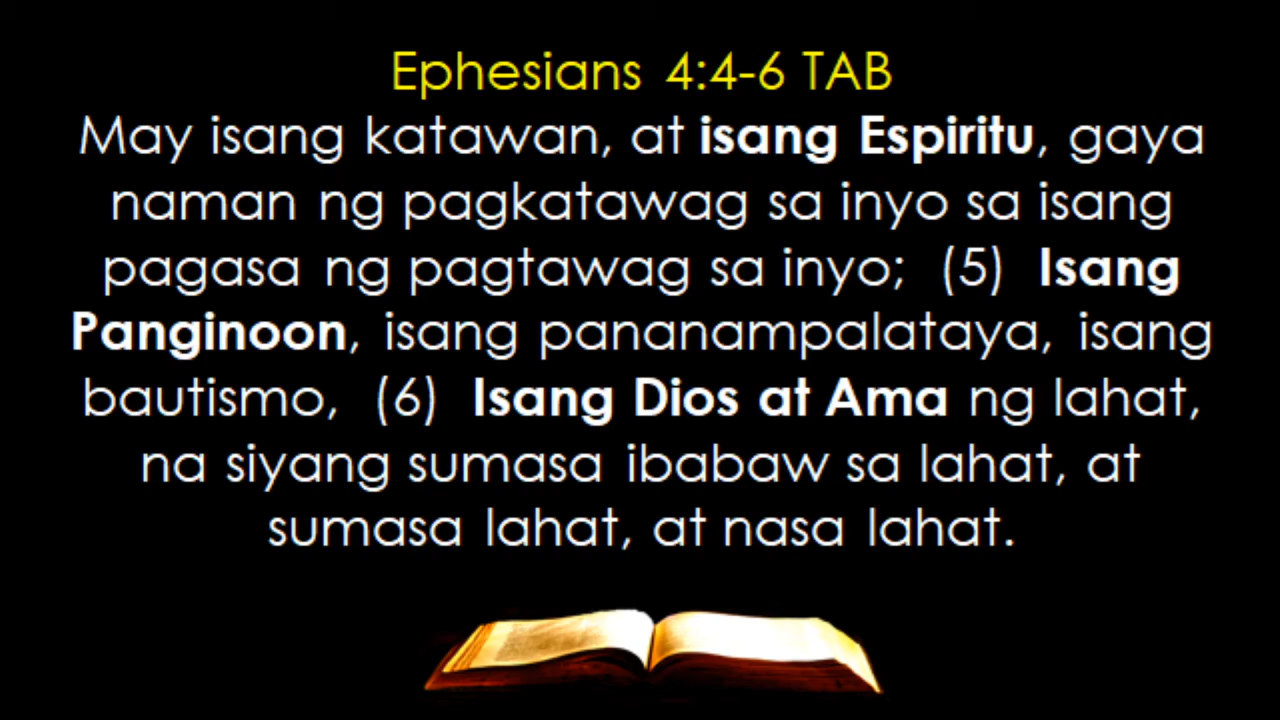 Ephesians 4:4-6 TAB
May isang katawan, at isang Espiritu, gaya
naman ng pagkatawag sa inyo sa isang
pagasa ng pagtawag sa inyo; (5) Isang
Panginoon, isang pananampalataya, isang
bautismo, (6) Isang Dios at Ama ng lahat,
na siyang sumasa ibabaw sa lahat, at
sumasa lahat, at nasa lahat.